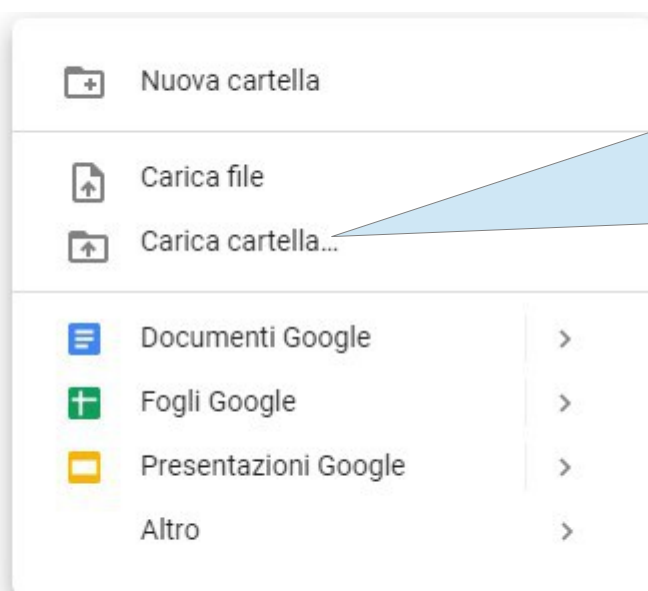 Nuova cartella
Carica file
Carica cartella...
Documenti Google
Fogli Google
Presentazioni Google
Altro